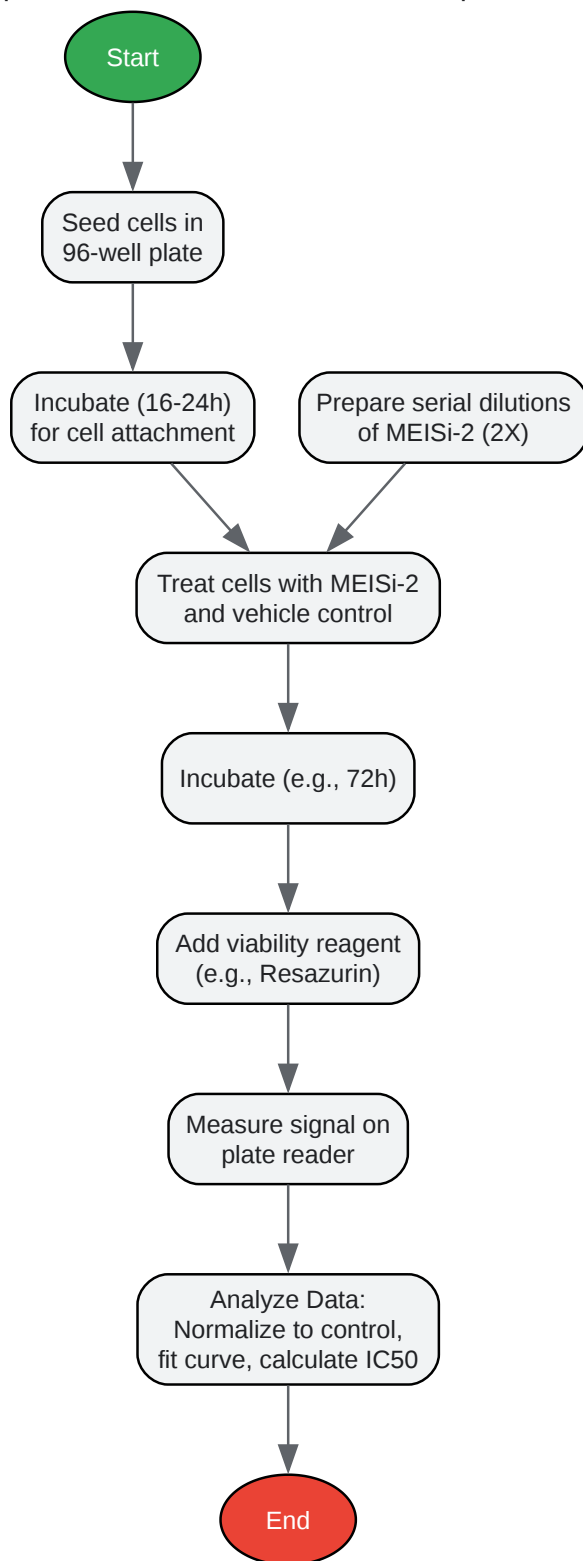 Start
Seed cells in
96-well plate
Incubate (16-24h)
for cell attachment
Prepare serial dilutions
of MEISi-2 (2X)
Treat cells with MEISi-2
and vehicle control
Incubate (e.g., 72h)
Add viability reagent
(e.g., Resazurin)
Measure signal on
plate reader
Analyze Data:
Normalize to control,
fit curve, calculate IC50
End